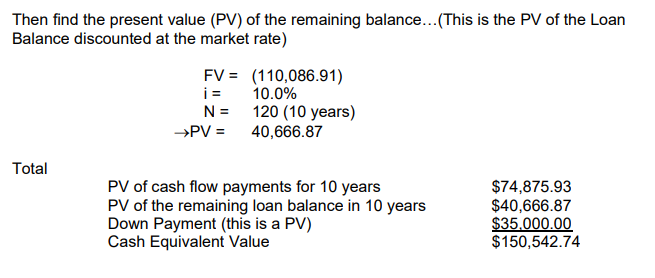 Then find the present value (PV) of the remaining balance…(This is the PV of the Loan
Balance discounted at the market rate)
FV = (110,086.91)
i = 10.0%
N = 120 (10 years)
→PV = 40,666.87
Total
PV of cash flow payments for 10 years $74,875.93
PV of the remaining loan balance in 10 years $40,666.87
Down Payment (this is a PV) $35,000.00
Cash Equivalent Value $150,542.74